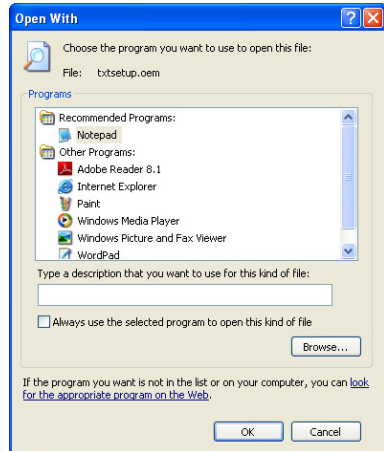 Open With
Choose the program you want to use to open this file:
File: txtsetup.oem
Programs
Recommended Programs:
Notepad
Other Programs:
Adobe Reader 8.1
Internet Explorer
Paint
Windows Media Player
Windows Picture and Fax Viewer
WordPad
Type a description that you want to use for this kind of file:
Always use the selected program to open this kind of file
Browse...
If the program you want is not in the list or on your computer, you can look
for the appropriate program on the Web.
OK Cancel